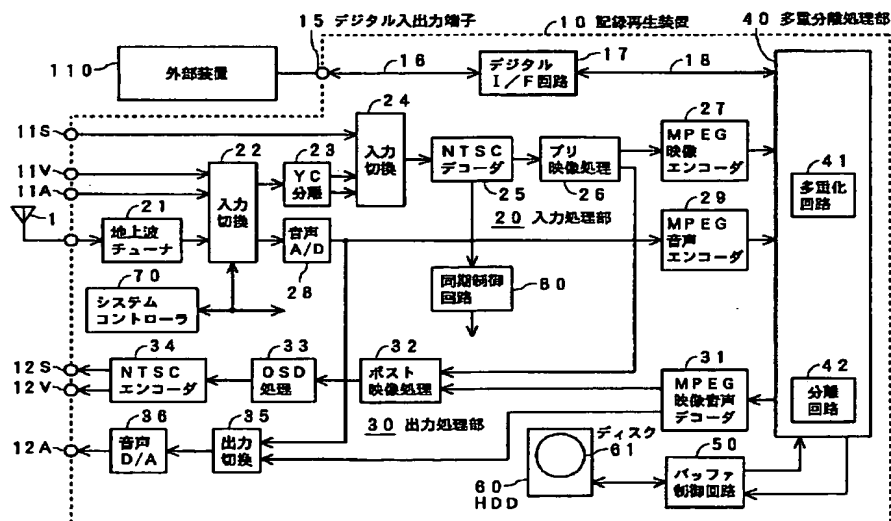 15 デジタル入出力端子
10 記録再生装置
40 多重分離処理部
110
外部装置
16
デジタル
I/F回路
17
18
11S
24
入力
切換
27
MPEG
映像
エンコーダ
11V
11A
22
入力
切換
23
YC
分離
NTSC
デコーダ
25
プリ
映像処理
26
41
多重化
回路
1
21
地上波
チューナ
音声
A/D
28
20 入力処理部
29
MPEG
音声
エンコーダ
70
システム
コントローラ
同期制御
回路
80
12S
12V
34
NTSC
エンコーダ
33
OSD
処理
32
ポスト
映像処理
31
MPEG
映像音声
デコーダ
42
分離
回路
12A
36
音声
D/A
35
出力
切換
30 出力処理部
ディスク
61
60
HDD
50
バッファ
制御回路